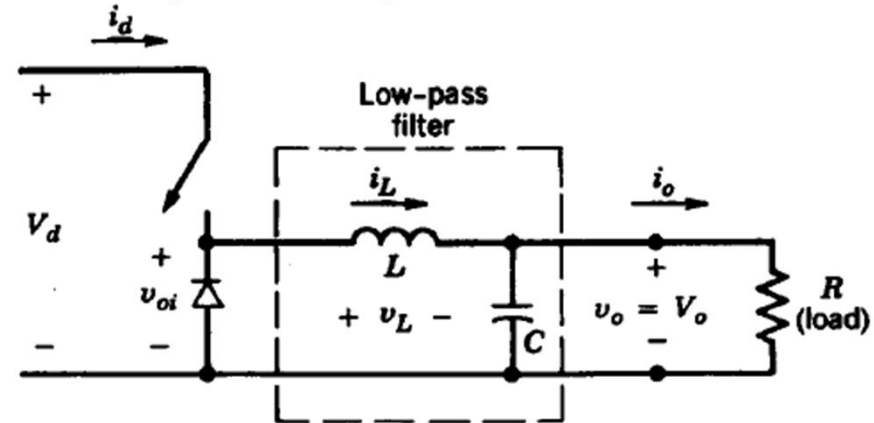 i_d
+
Low-pass
filter
i_L
i_o
V_d
+
v_oi
L
+
R
+ v_L −
v_o = V_o
(load)
C
−
−
−